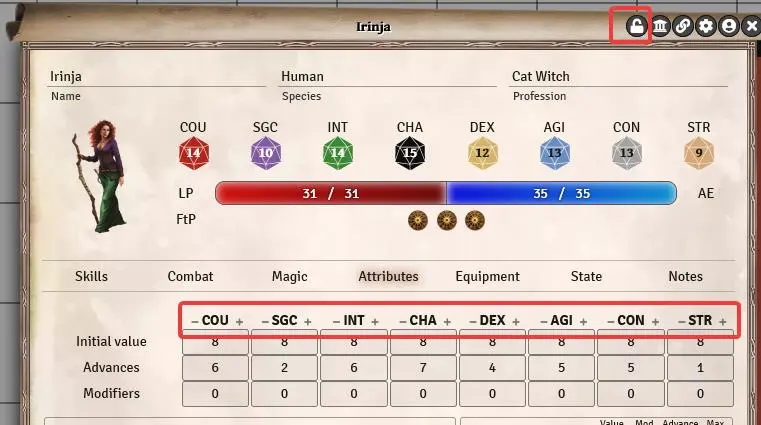 Irinja
Irinja Human Cat Witch
Name Species Profession
COU SGC INT CHA DEX AGI CON STR
14 10 14 15 12 13 13 9
LP 31 / 31 35 / 35 AE
FtP
Skills Combat Magic Attributes Equipment State Notes
− COU + − SGC + − INT + − CHA + − DEX + − AGI + − CON + − STR +
Initial value 8 8 8 8 8 8 8 8
Advances 6 2 6 7 4 5 5 1
Modifiers 0 0 0 0 0 0 0 0
Value Mod Advance Max